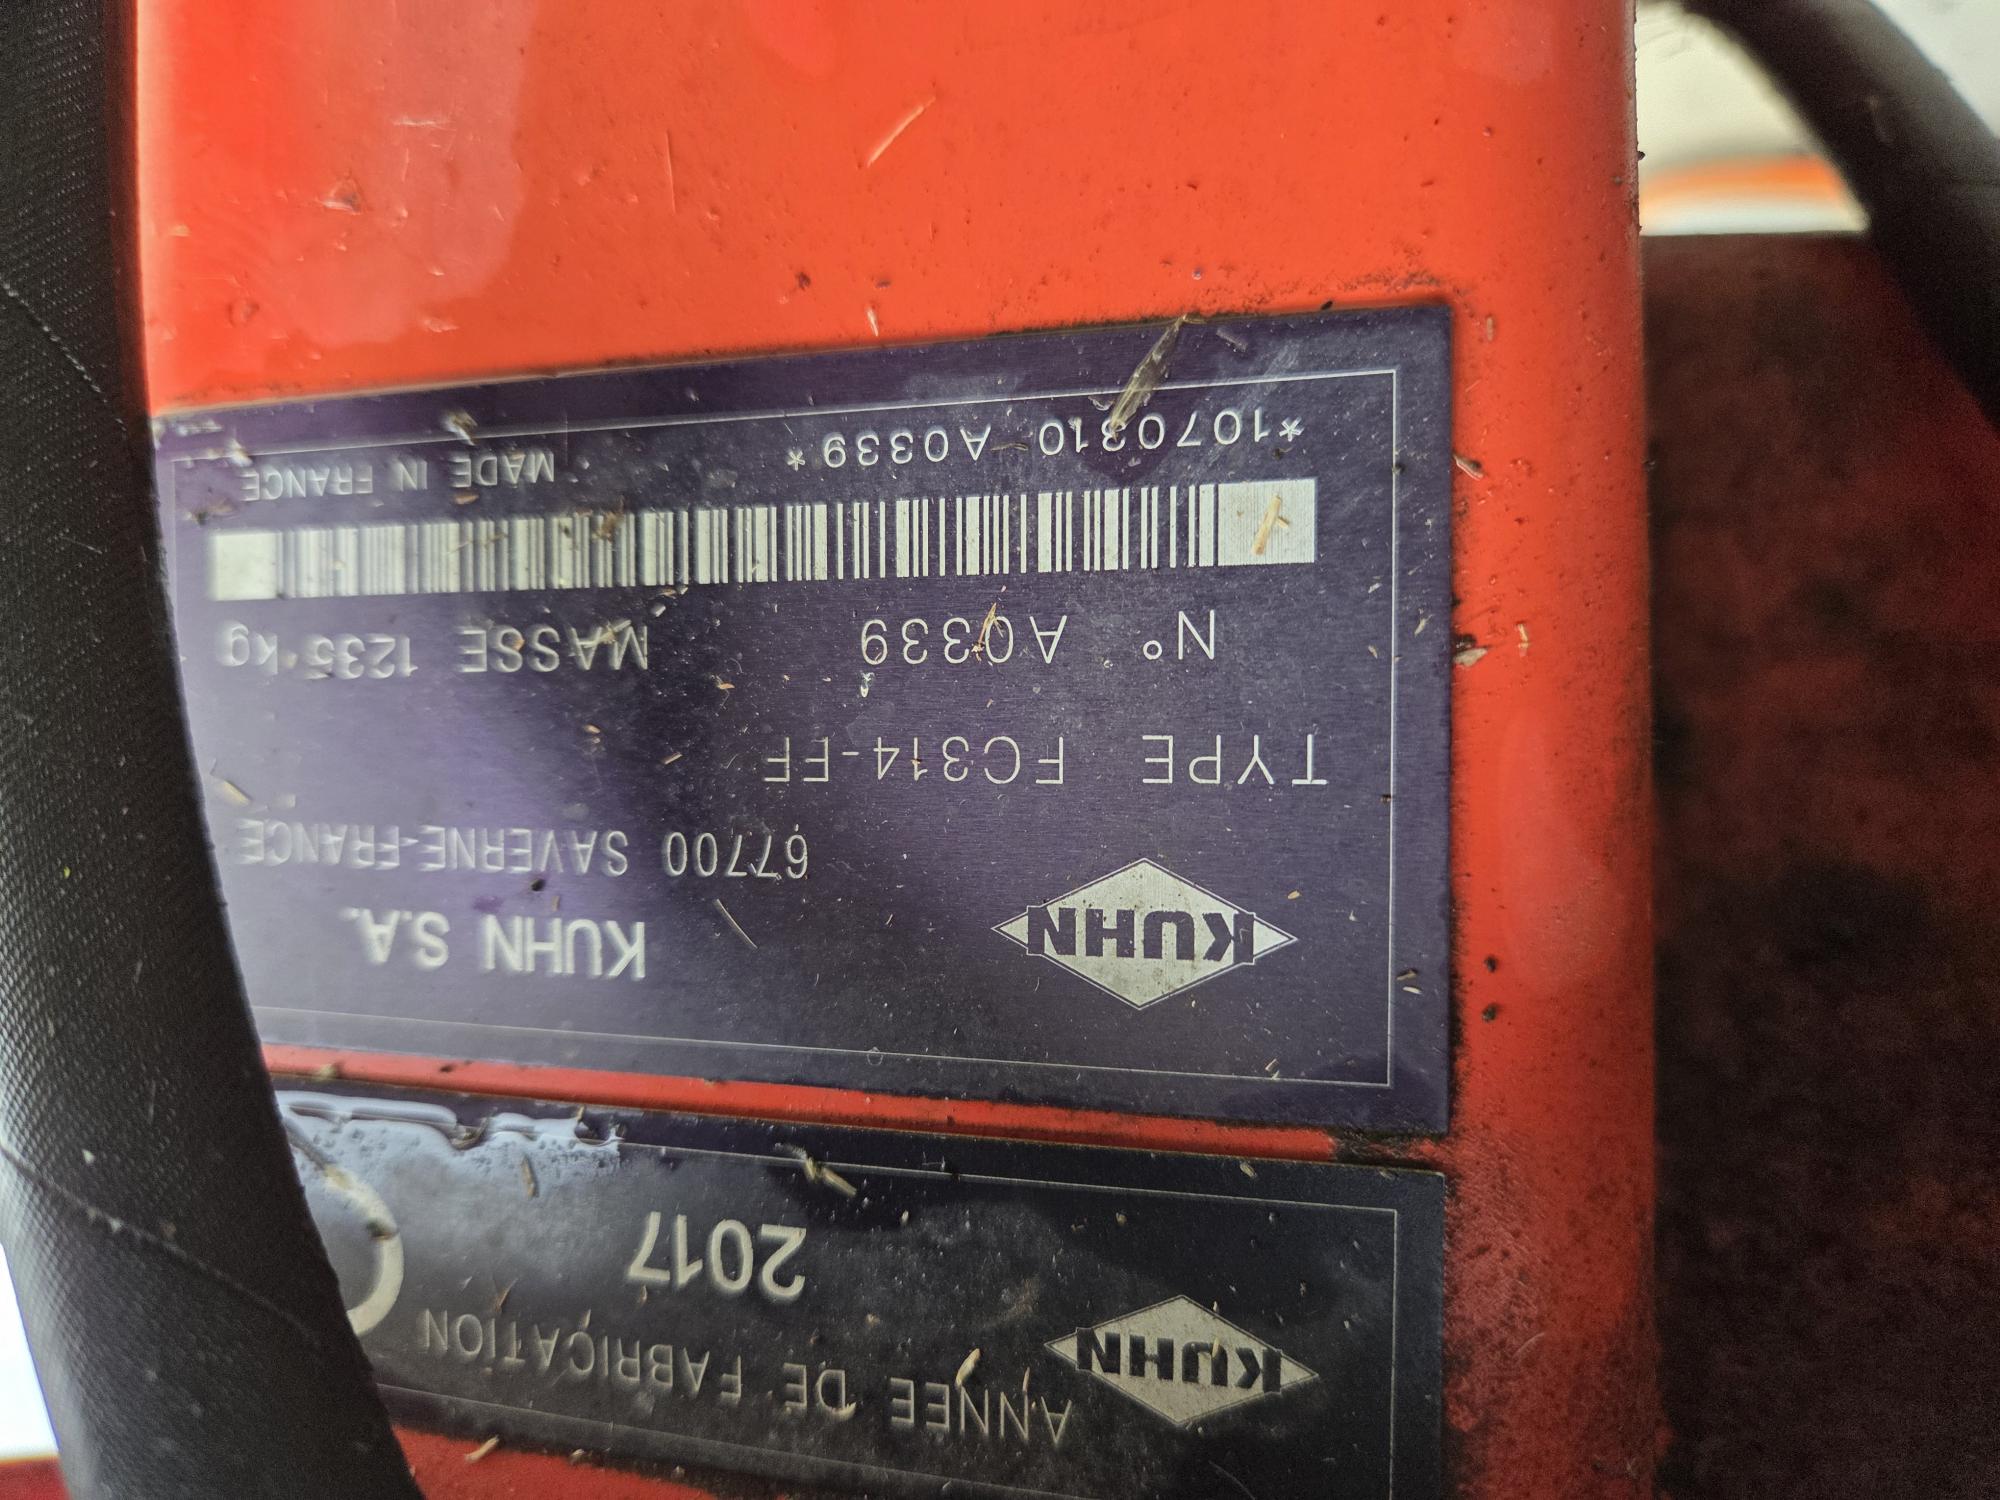 KUHN
ANNEE DE FABRICATION
2017
KUHN
KUHN S.A.
67700 SAVERNE-FRANCE
TYPE FC314-FF
N° A0339 MASSE 1235 kg
*1070310 A0339 *
MADE IN FRANCE